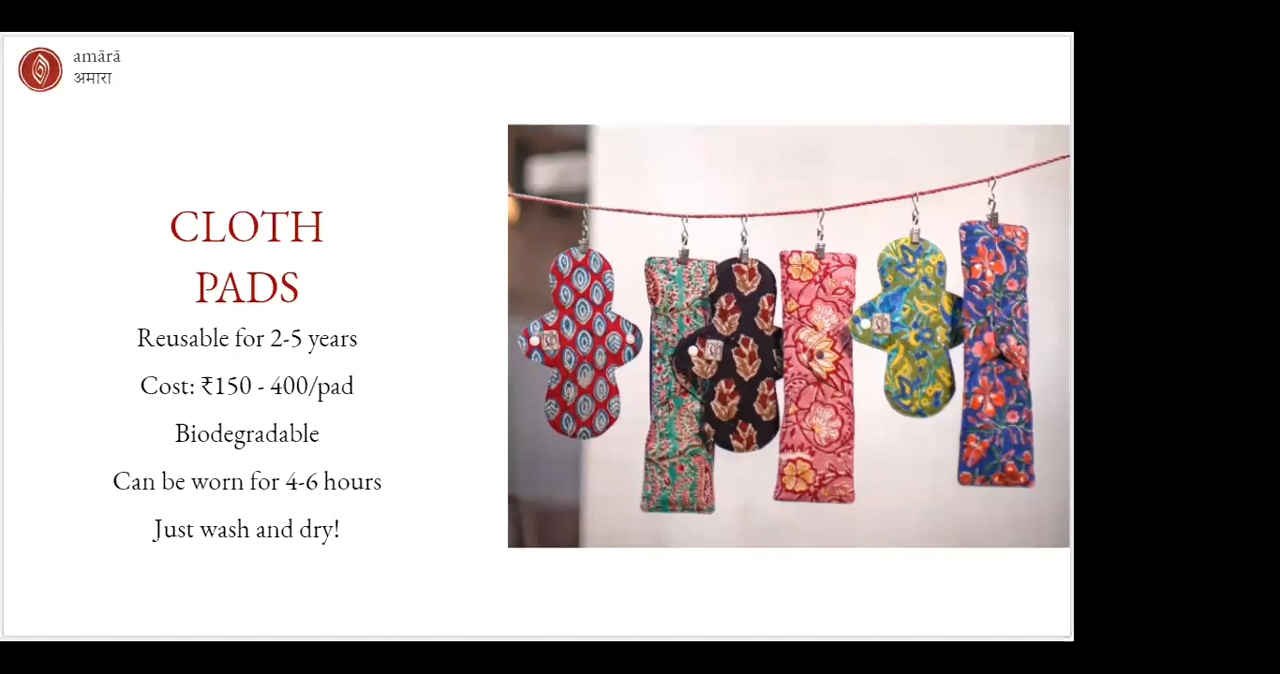 amārā
अमारा
CLOTH
PADS
Reusable for 2-5 years
Cost: ₹150 - 400/pad
Biodegradable
Can be worn for 4-6 hours
Just wash and dry!